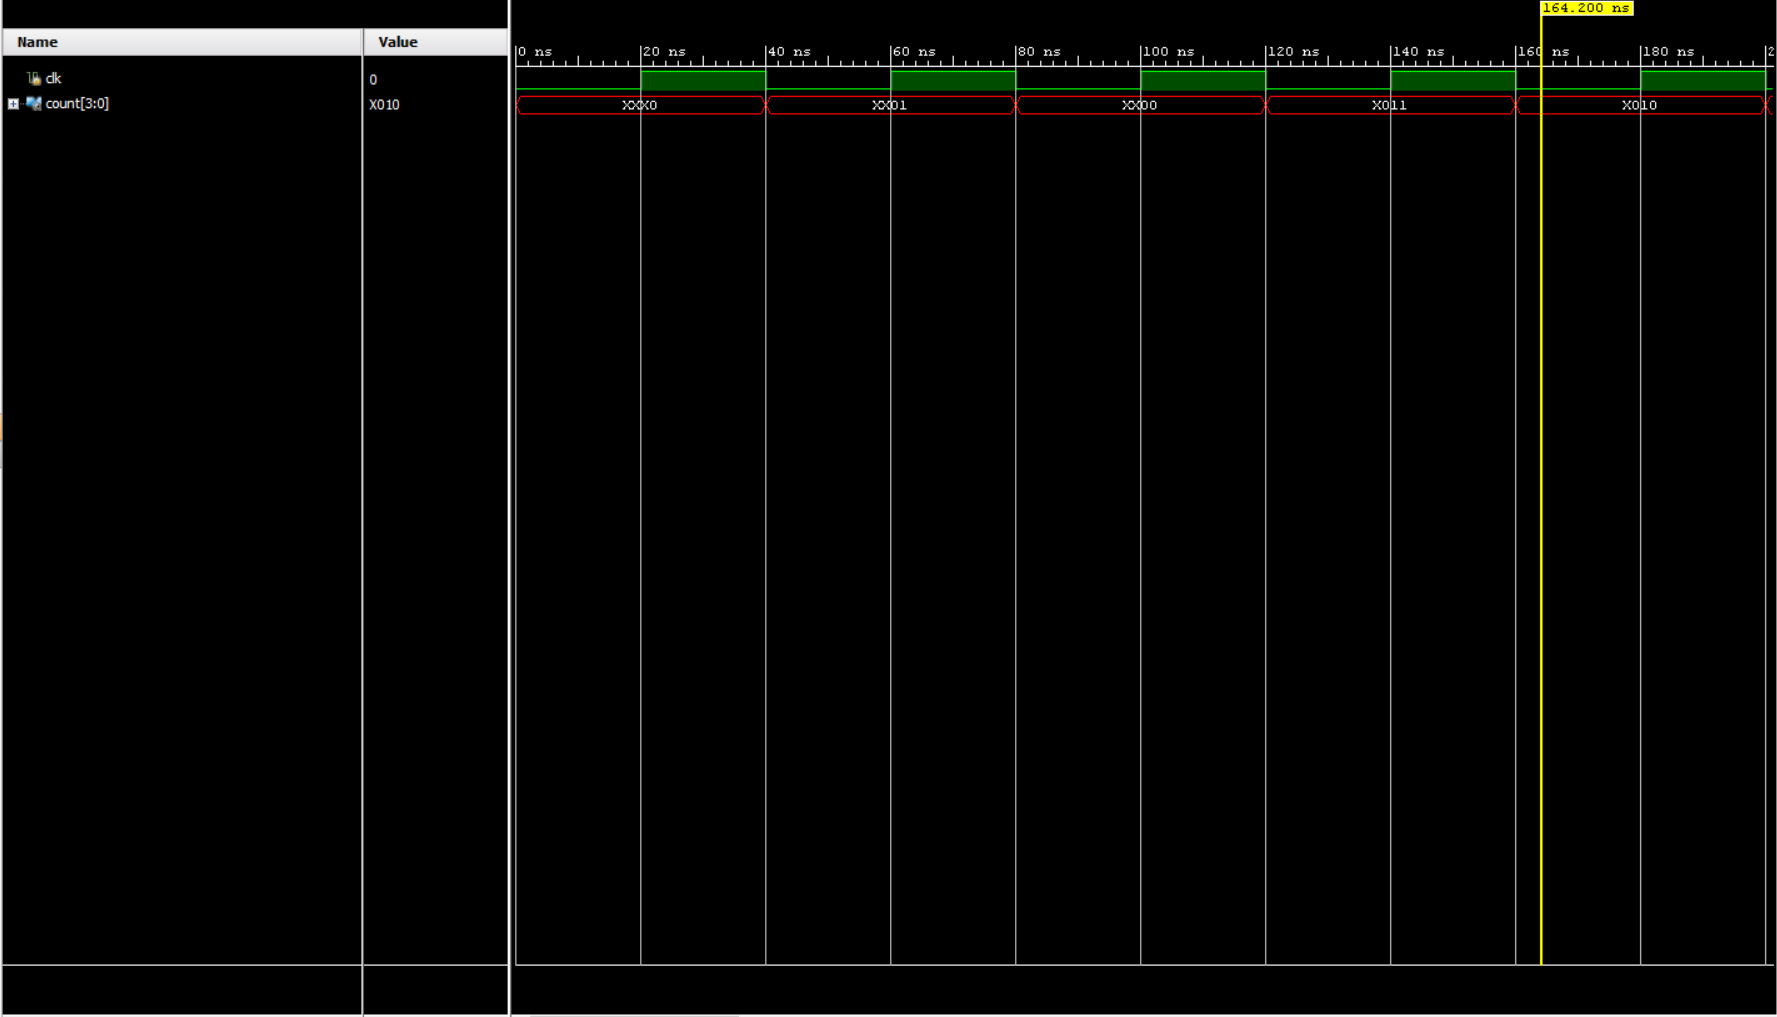 164.200 ns
Name Value
0 ns 20 ns 40 ns 60 ns 80 ns 100 ns 120 ns 140 ns 160 ns 180 ns 2
clk 0
count[3:0] X010 XXX0 XX01 XX00 X011 X010